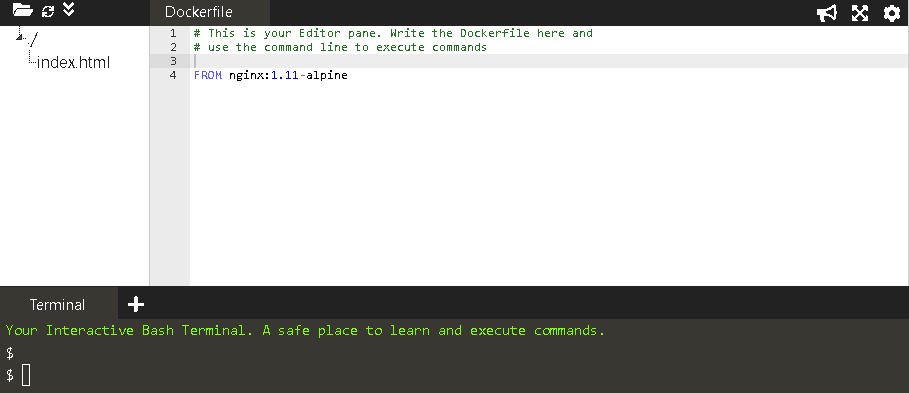 Dockerfile
/
index.html
1 # This is your Editor pane. Write the Dockerfile here and
2 # use the command line to execute commands
3
4 FROM nginx:1.11-alpine
Terminal
Your Interactive Bash Terminal. A safe place to learn and execute commands.
$
$